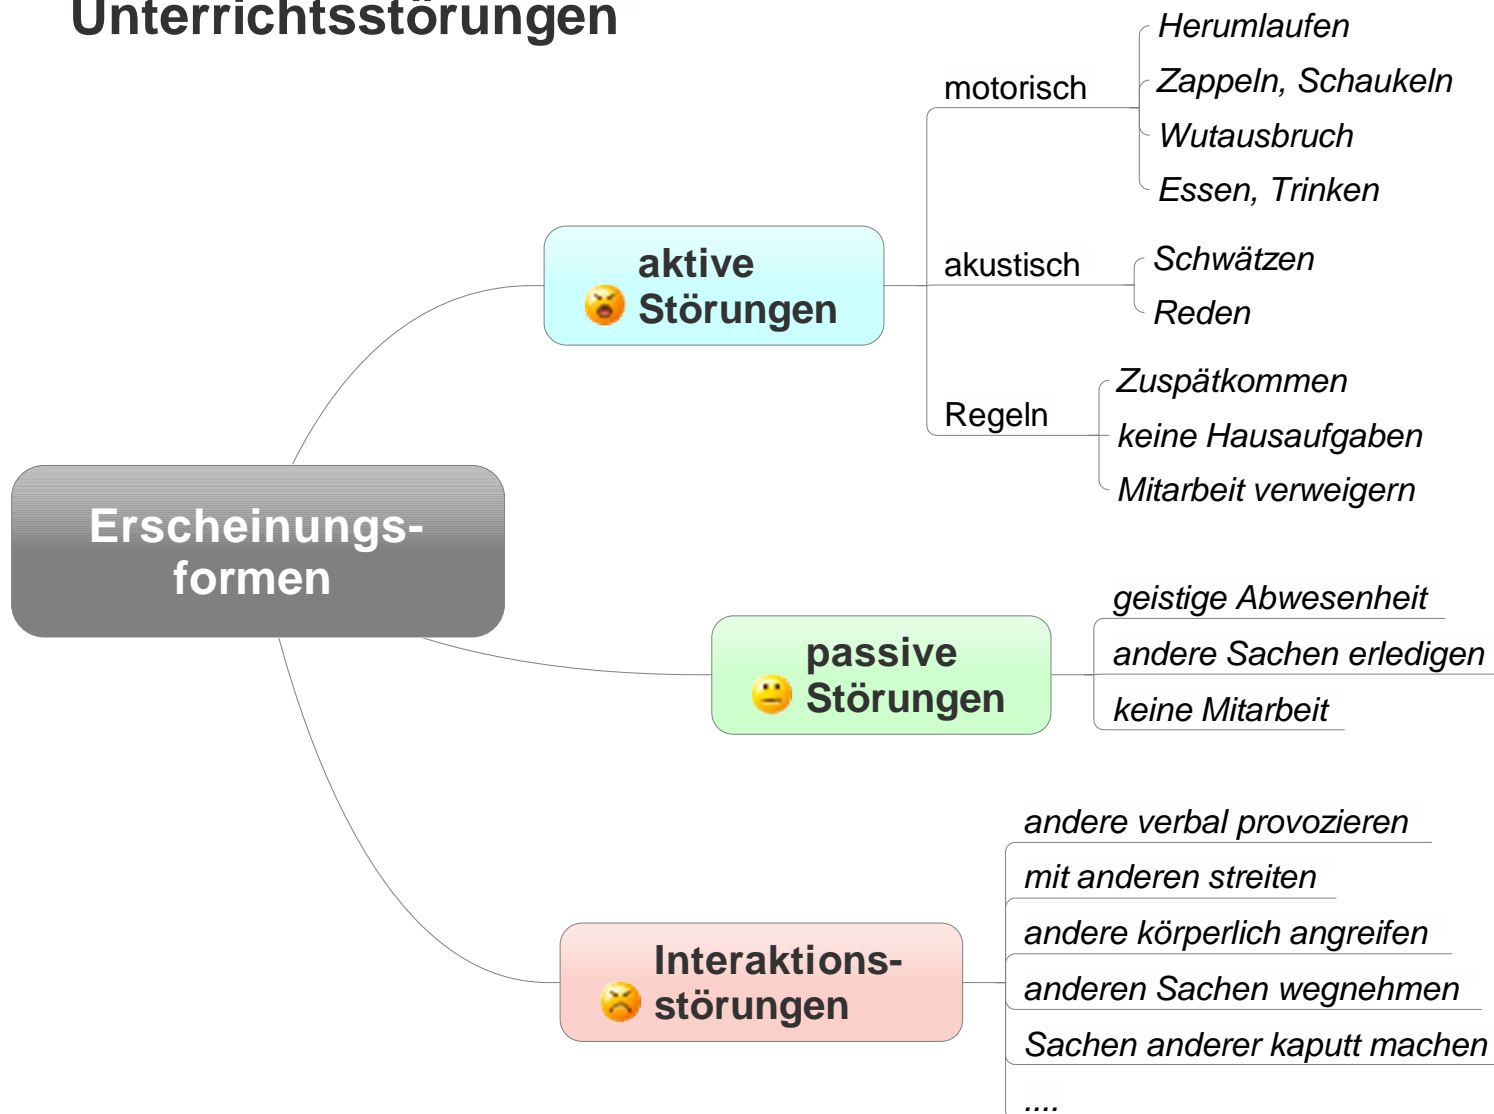 Unterrichtsstörungen
Erscheinungs-
formen
aktive
Störungen
motorisch
Herumlaufen
Zappeln, Schaukeln
Wutausbruch
Essen, Trinken
akustisch
Schwätzen
Reden
Regeln
Zuspätkommen
keine Hausaufgaben
Mitarbeit verweigern
passive
Störungen
geistige Abwesenheit
andere Sachen erledigen
keine Mitarbeit
Interaktions-
störungen
andere verbal provozieren
mit anderen streiten
andere körperlich angreifen
anderen Sachen wegnehmen
Sachen anderer kaputt machen
....